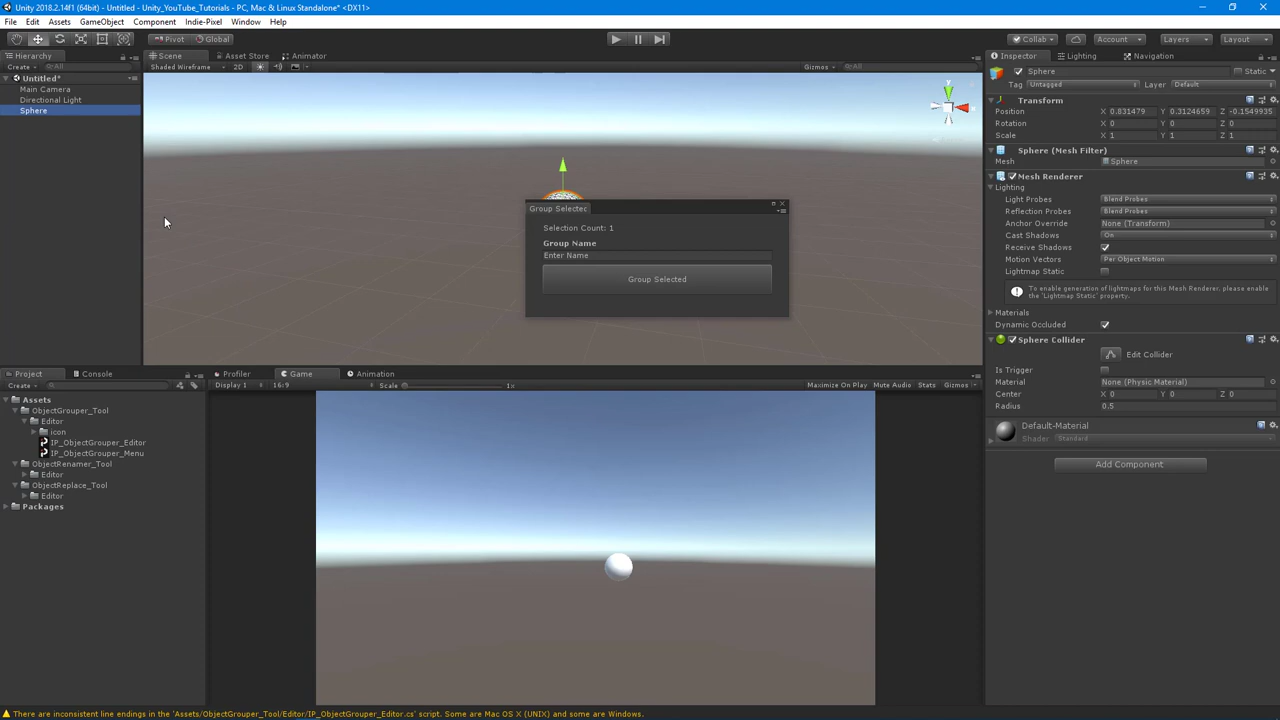 Unity 2018.2.14f1 (64bit) - Untitled - Unity_YouTube_Tutorials - PC, Mac & Linux Standalone* <DX11>
File Edit Assets GameObject Component Indie-Pixel Window Help
Pivot Global Collab Account Layers Layout
Hierarchy Scene Asset Store Animator Inspector Lighting Navigation
Create All Shaded Wireframe 2D Gizmos All Sphere Static
Untitled*
Tag Untagged Layer Default
Main Camera
Directional Light
Sphere
Transform
Position X 0.831479 Y 0.3124659 Z -0.1549935
Rotation X 0 Y 0 Z 0
Scale X 1 Y 1 Z 1
Sphere (Mesh Filter)
Mesh Sphere
Mesh Renderer
Lighting
Light Probes Blend Probes
Reflection Probes Blend Probes
Anchor Override None (Transform)
Cast Shadows On
Receive Shadows
Motion Vectors Per Object Motion
Lightmap Static
To enable generation of lightmaps for this Mesh Renderer, please enable
the 'Lightmap Static' property.
Materials
Dynamic Occluded
Sphere Collider
Edit Collider
Is Trigger
Material None (Physic Material)
Center X 0 Y 0 Z 0
Radius 0.5
Default-Material
Shader Standard
Add Component
y
Group Selecter
Selection Count: 1
Group Name
Enter Name
Group Selected
Project Console Profiler Game Animation
Create Display 1 16:9 Scale 1x Maximize On Play Mute Audio Stats Gizmos
Assets
ObjectGrouper_Tool
Editor
icon
IP_ObjectGrouper_Editor
IP_ObjectGrouper_Menu
ObjectRenamer_Tool
Editor
ObjectReplace_Tool
Editor
Packages
There are inconsistent line endings in the 'Assets/ObjectGrouper_Tool/Editor/IP_ObjectGrouper_Editor.cs' script. Some are Mac OS X (UNIX) and some are Windows.